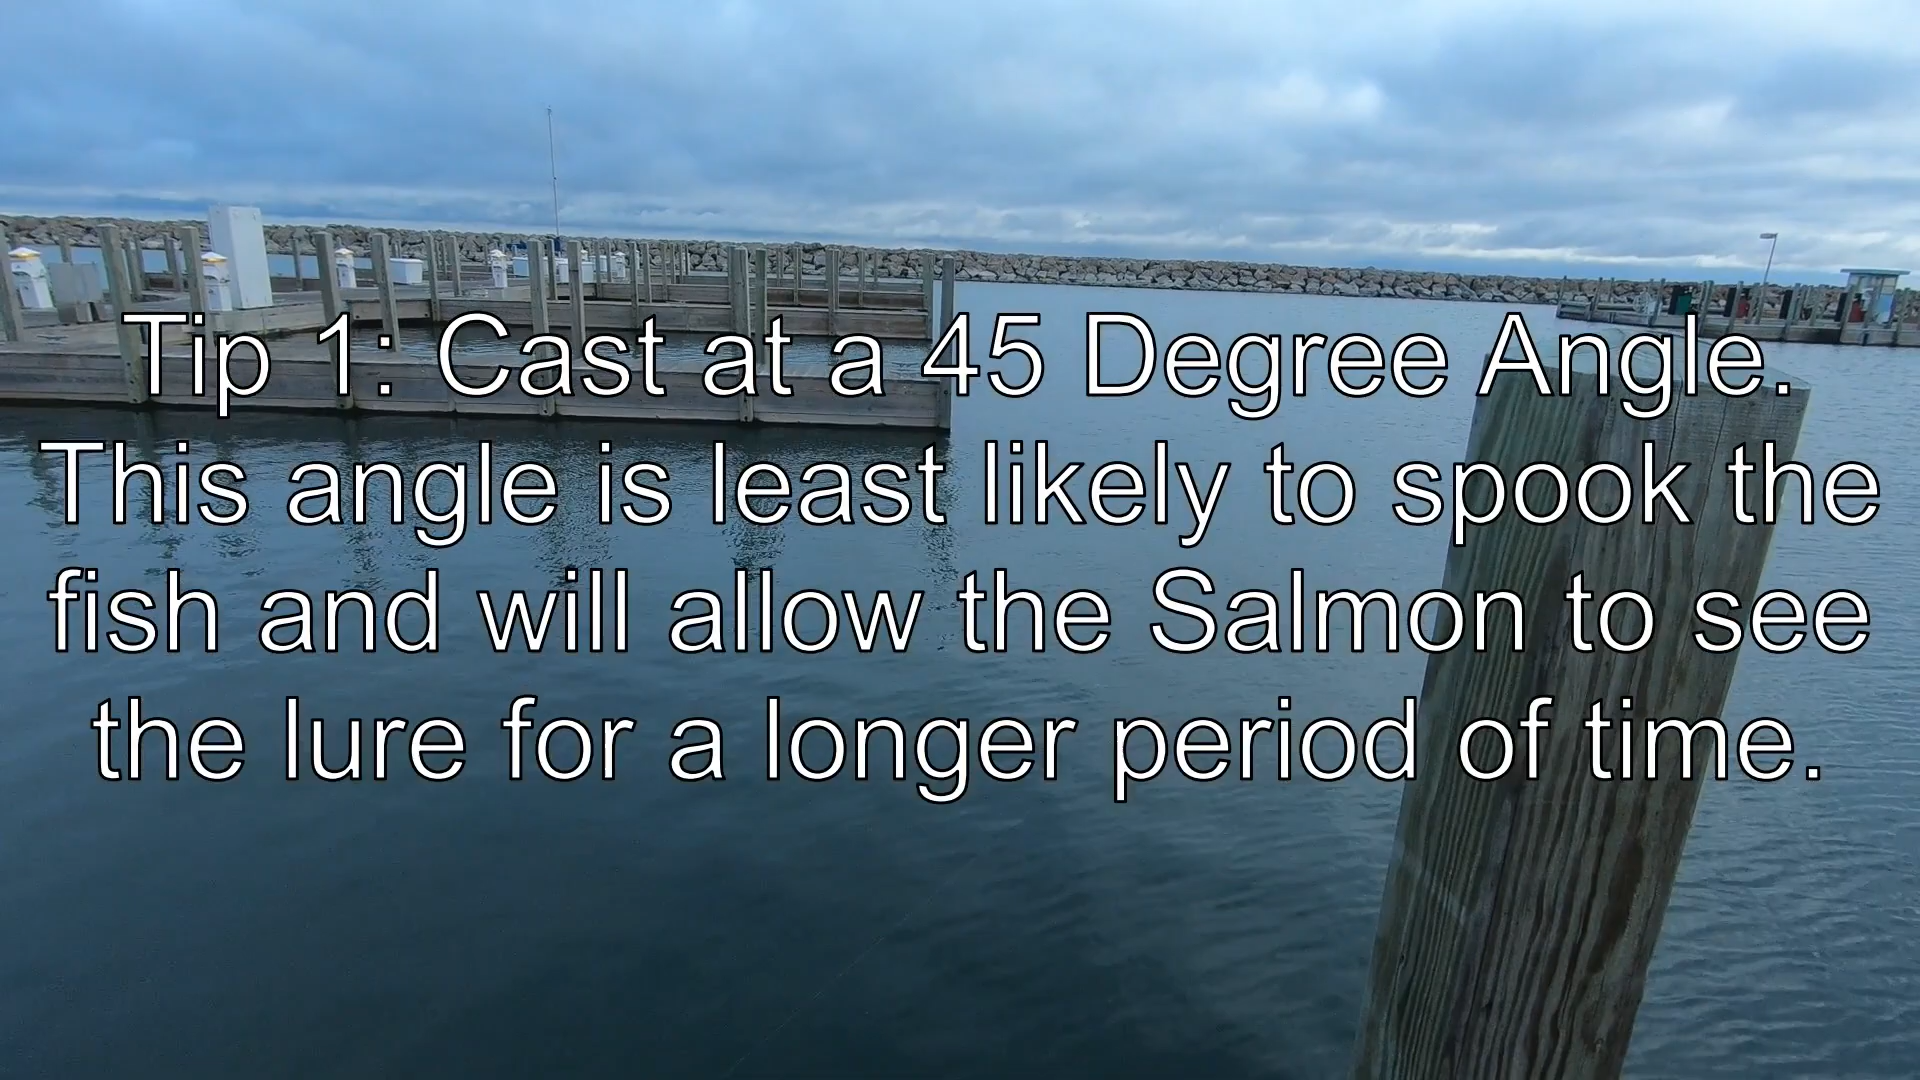 Tip 1: Cast at a 45 Degree Angle.
This angle is least likely to spook the
fish and will allow the Salmon to see
the lure for a longer period of time.